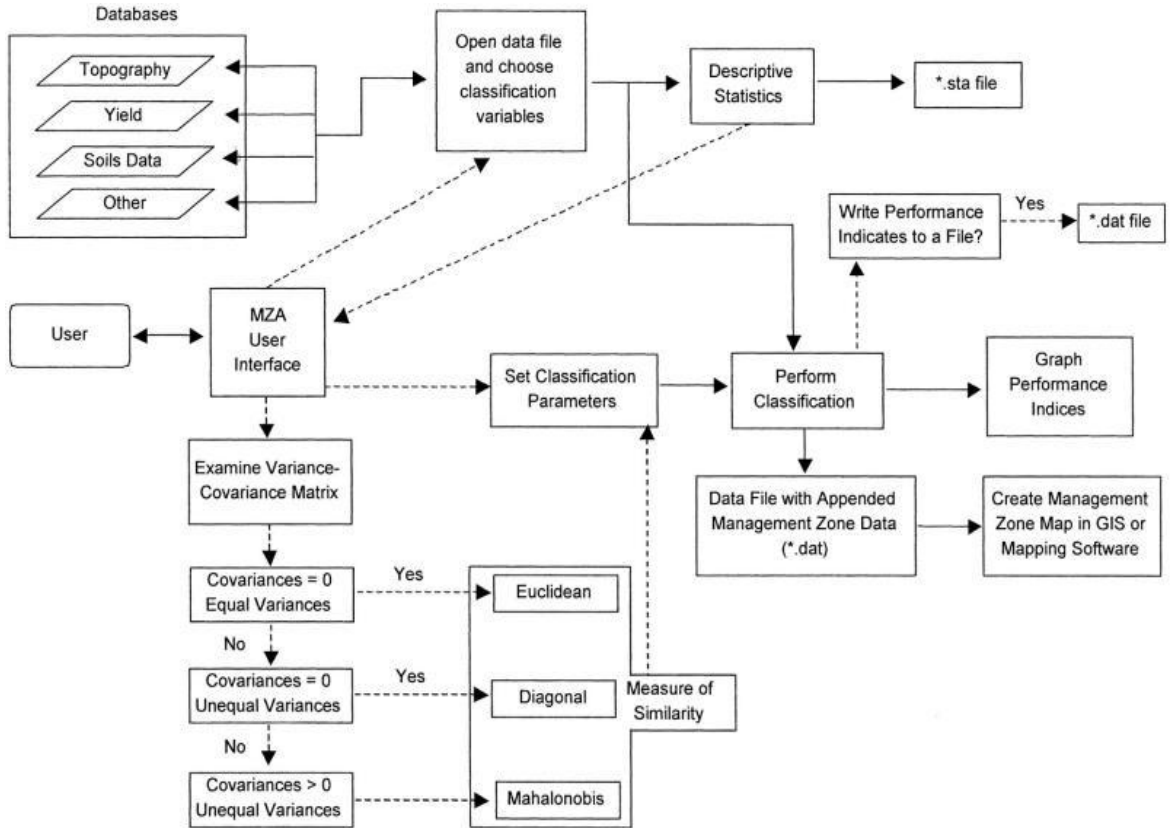 Databases
Topography
Yield
Soils Data
Other
Open data file
and choose
classification
variables
Descriptive
Statistics
*.sta file
Write Performance
Indicates to a File?
Yes
*.dat file
User
MZA
User
Interface
Set Classification
Parameters
Perform
Classification
Graph
Performance
Indices
Examine Variance-
Covariance Matrix
Data File with Appended
Management Zone Data
(*.dat)
Create Management
Zone Map in GIS or
Mapping Software
Covariances = 0
Equal Variances
Yes
Euclidean
No
Covariances = 0
Unequal Variances
Yes
Diagonal
Measure of
Similarity
No
Covariances > 0
Unequal Variances
Mahalonobis